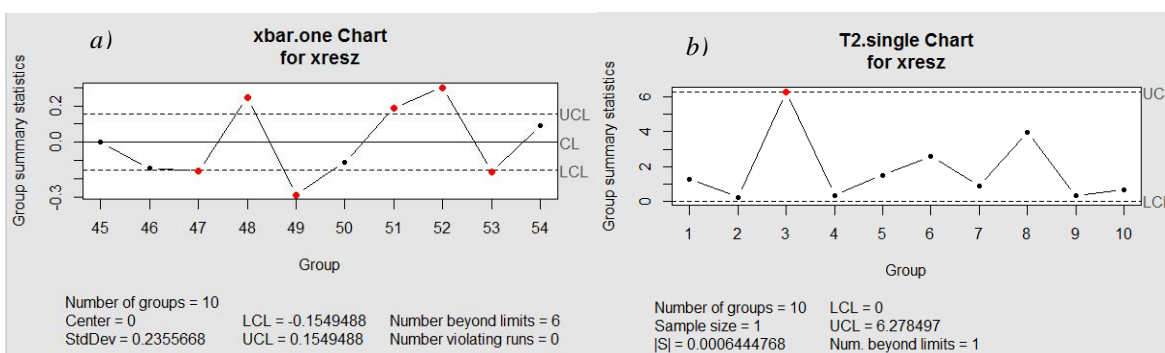 a)
xbar.one Chart
for xresz
Group summary statistics
0.2
0.0
-0.3
UCL
CL
LCL
45 46 47 48 49 50 51 52 53 54
Group
Number of groups = 10
Center = 0 LCL = -0.1549488 Number beyond limits = 6
StdDev = 0.2355668 UCL = 0.1549488 Number violating runs = 0
b)
T2.single Chart
for xresz
Group summary statistics
6
4
2
0
UC
LCL
1 2 3 4 5 6 7 8 9 10
Group
Number of groups = 10 LCL = 0
Sample size = 1 UCL = 6.278497
|S| = 0.0006444768 Num. beyond limits = 1